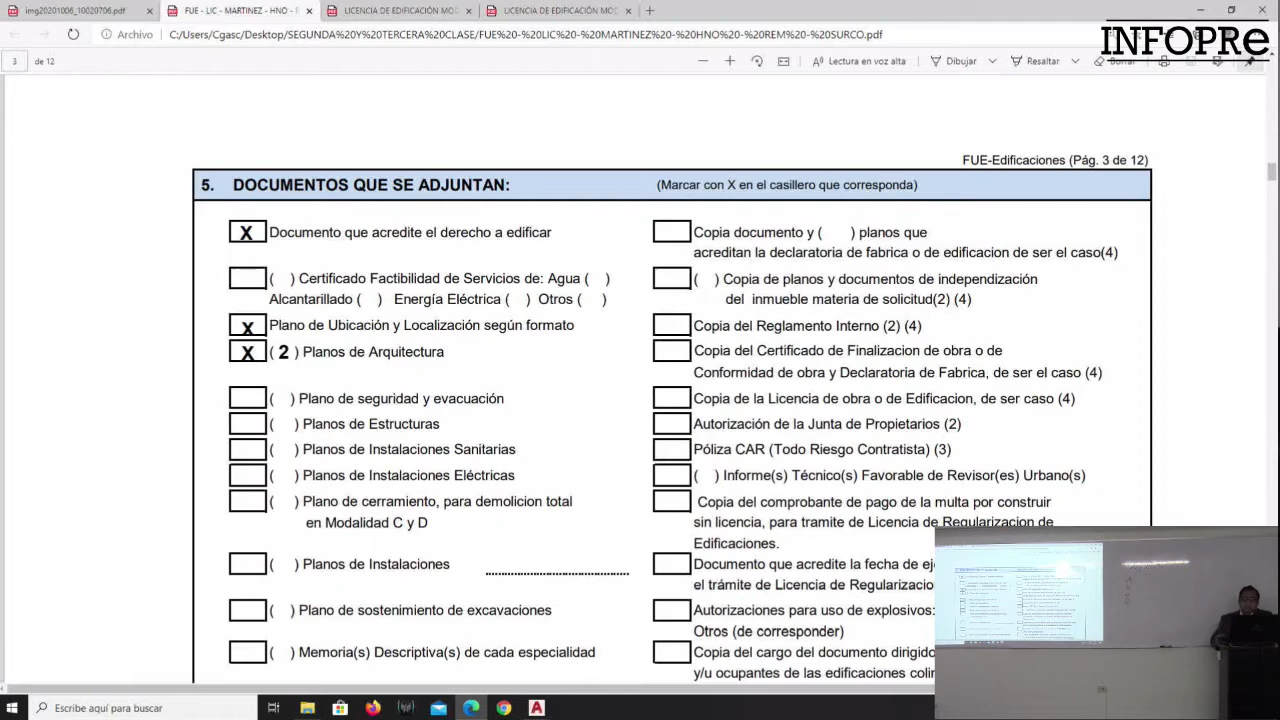 img20201006_10020706.pdf
FUE - LIC - MARTINEZ - HNO - R
LICENCIA DE EDIFICACIÓN MO
LICENCIA DE EDIFICACIÓN MO
INFOPRe
Archivo
C:/Users/Cgasc/Desktop/SEGUNDA%20Y%20TERCERA%20CLASE/FUE%20-%20LIC%20-%20MARTINEZ%20-%20HNO%20-%20REM%20-%20SURCO.pdf
3 de 12
Lectura en voz alta
Dibujar
Resaltar
Borrar
FUE-Edificaciones (Pág. 3 de 12)
5. DOCUMENTOS QUE SE ADJUNTAN: (Marcar con X en el casillero que corresponda)
X Documento que acredite el derecho a edificar
( ) Certificado Factibilidad de Servicios de: Agua ( )
Alcantarillado ( ) Energía Eléctrica ( ) Otros ( )
X Plano de Ubicación y Localización según formato
X ( 2 ) Planos de Arquitectura
( ) Plano de seguridad y evacuación
( ) Planos de Estructuras
( ) Planos de Instalaciones Sanitarias
( ) Planos de Instalaciones Eléctricas
( ) Plano de cerramiento, para demolicion total
en Modalidad C y D
( ) Planos de Instalaciones
( ) Plano sostenimiento de excavaciones
( ) Memoria(s) Descriptiva(s) de cada especialidad
Copia documento y ( ) planos que
acreditan la declaratoria de fabrica o de edificacion de ser el caso(4)
( ) Copia de planos y documentos de independización
del inmueble materia de solicitud(2) (4)
Copia del Reglamento Interno (2) (4)
Copia del Certificado de Finalizacion de obra o de
Conformidad de obra y Declaratoria de Fabrica, de ser el caso (4)
Copia de la Licencia de obra o de Edificacion, de ser caso (4)
Autorización de la Junta de Propietarios (2)
Póliza CAR (Todo Riesgo Contratista) (3)
( ) Informe(s) Técnico(s) Favorable de Revisor(es) Urbano(s)
Copia del comprobante de pago de la multa por construir
sin licencia, para tramite de Licencia de Regularizacion de
Edificaciones.
Documento que acredite la fecha de
el trámite de Licencia de
Autorización para uso de explosivos:
Otros (de corresponder)
Copia del cargo del documento dirigido
y/u ocupantes de las edificaciones
Escribe aquí para buscar